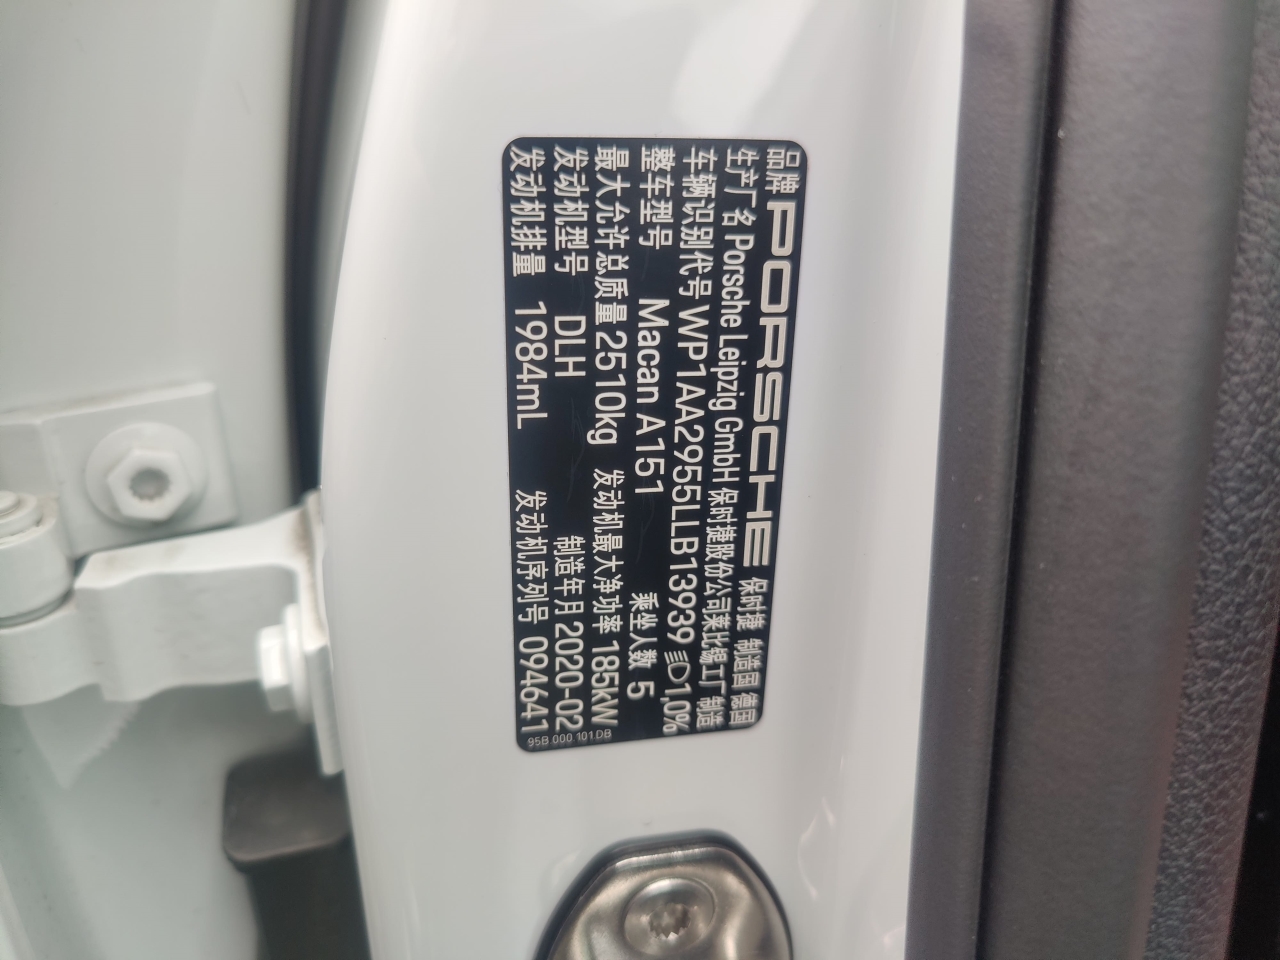 品牌 PORSCHE 保时捷 制造国 德国
生产厂名 Porsche Leipzig GmbH 保时捷股份公司莱比锡工厂制造
车辆识别代号 WP1AA2955LLB13939 1,0%
整车型号 Macan A151 乘坐人数 5
最大允许总质量 2510kg 发动机最大净功率 185kW
发动机型号 DLH 制造年月 2020-02
发动机排量 1984mL 发动机序列号 094641
95B.000.101.DB